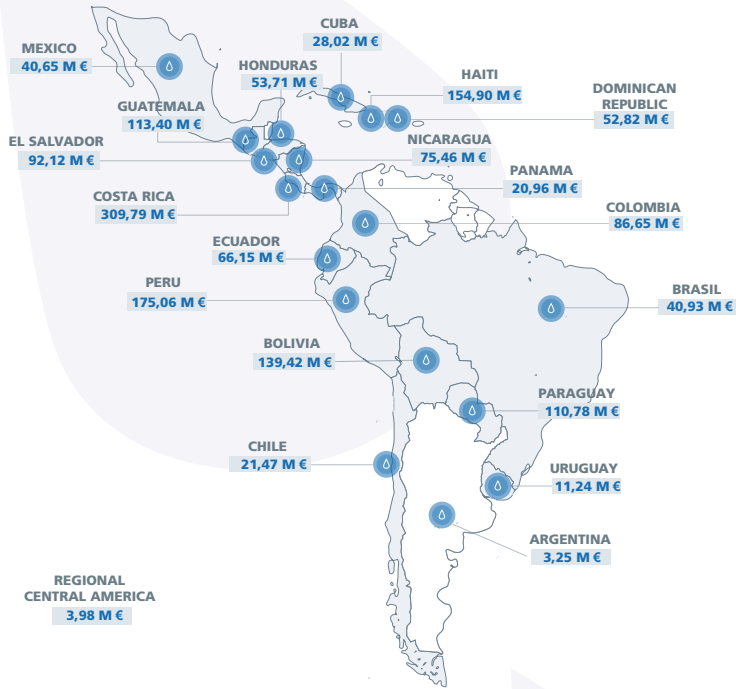 CUBA
28,02 M €
MEXICO
40,65 M €
HONDURAS
53,71 M €
HAITI
154,90 M €
DOMINICAN
REPUBLIC
52,82 M €
GUATEMALA
113,40 M €
EL SALVADOR
92,12 M €
NICARAGUA
75,46 M €
PANAMA
20,96 M €
COSTA RICA
309,79 M €
COLOMBIA
86,65 M €
ECUADOR
66,15 M €
PERU
175,06 M €
BRASIL
40,93 M €
BOLIVIA
139,42 M €
PARAGUAY
110,78 M €
CHILE
21,47 M €
URUGUAY
11,24 M €
ARGENTINA
3,25 M €
REGIONAL
CENTRAL AMERICA
3,98 M €